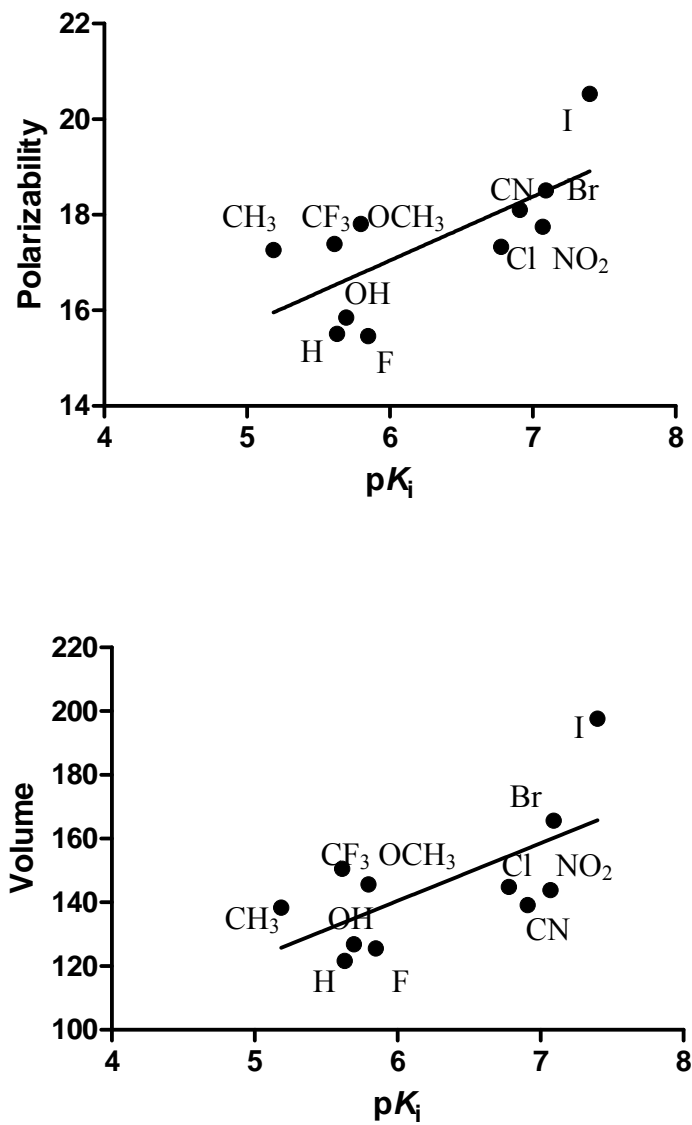 22
20
18
16
14
Polarizability
I
CN Br
CH₃ CF₃ OCH₃
Cl NO₂
OH
H F
4 5 6 7 8
pKᵢ
220
200
180
160
140
120
100
Volume
I
Br
CF₃ OCH₃ Cl NO₂
CH₃ OH CN
H F
4 5 6 7 8
pKᵢ